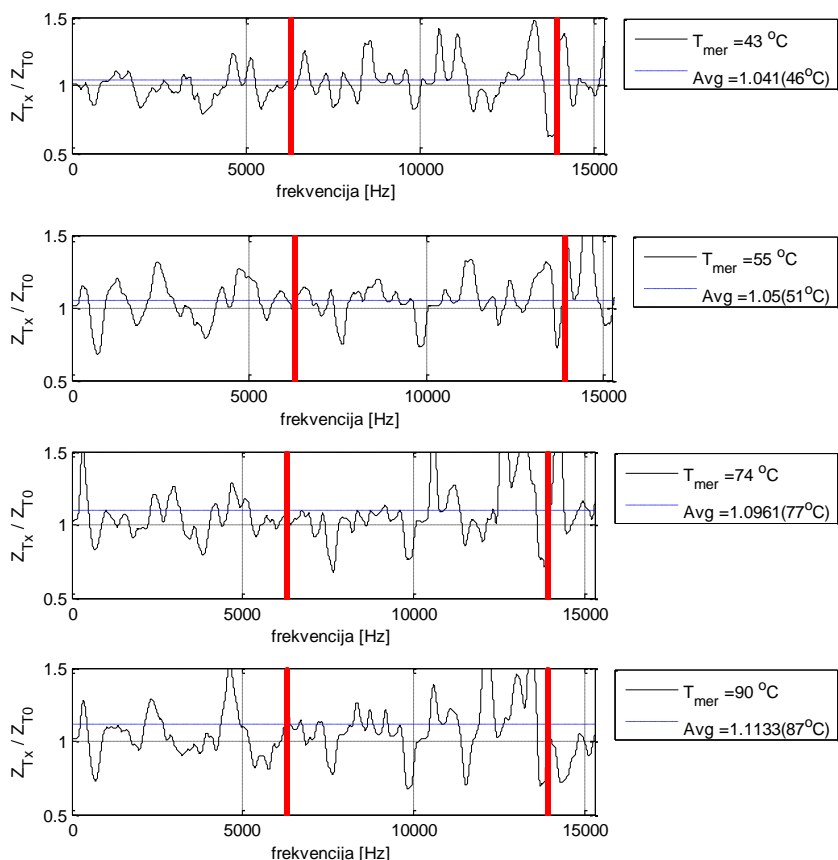 1.5
1
0.5
Z_Tx / Z_T0
0 5000 10000 15000
frekvencija [Hz]
T_mer =43 °C
Avg =1.041(46°C)
1.5
1
0.5
Z_Tx / Z_T0
0 5000 10000 15000
frekvencija [Hz]
T_mer =55 °C
Avg =1.05(51°C)
1.5
1
0.5
Z_Tx / Z_T0
0 5000 10000 15000
frekvencija [Hz]
T_mer =74 °C
Avg =1.0961(77°C)
1.5
1
0.5
Z_Tx / Z_T0
0 5000 10000 15000
frekvencija [Hz]
T_mer =90 °C
Avg =1.1133(87°C)